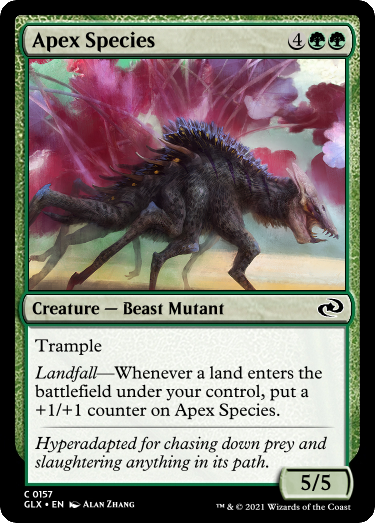 Apex Species 4
Creature — Beast Mutant
Trample
Landfall—Whenever a land enters the
battlefield under your control, put a
+1/+1 counter on Apex Species.
Hyperadapted for chasing down prey and
slaughtering anything in its path.
5/5
C 0157
GLX • EN ALAN ZHANG
™ & © 2021 Wizards of the Coast